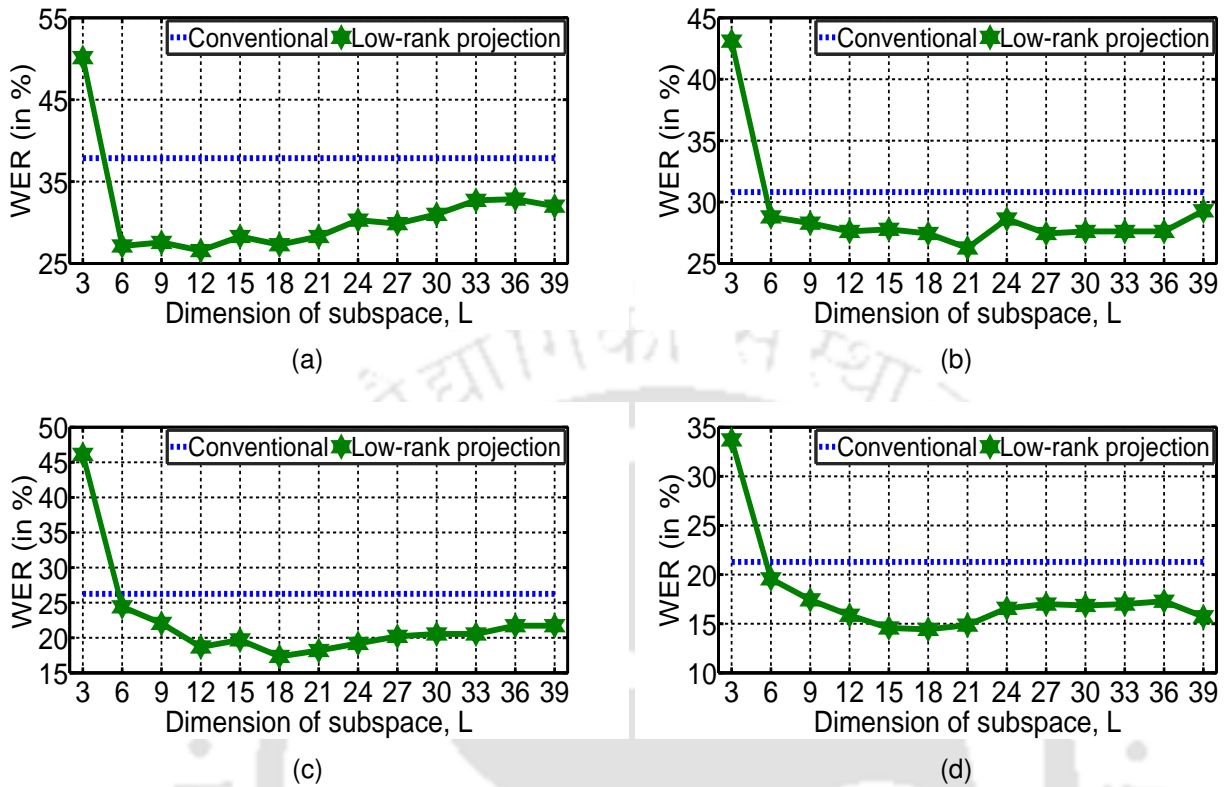 55
45
35
25
WER (in %)
Conventional Low-rank projection
3 6 9 12 15 18 21 24 27 30 33 36 39
Dimension of subspace, L
(a)
45
40
35
30
25
WER (in %)
Conventional Low-rank projection
3 6 9 12 15 18 21 24 27 30 33 36 39
Dimension of subspace, L
(b)
50
45
40
35
30
25
20
15
WER (in %)
Conventional Low-rank projection
3 6 9 12 15 18 21 24 27 30 33 36 39
Dimension of subspace, L
(c)
35
30
25
20
15
10
WER (in %)
Conventional Low-rank projection
3 6 9 12 15 18 21 24 27 30 33 36 39
Dimension of subspace, L
(d)